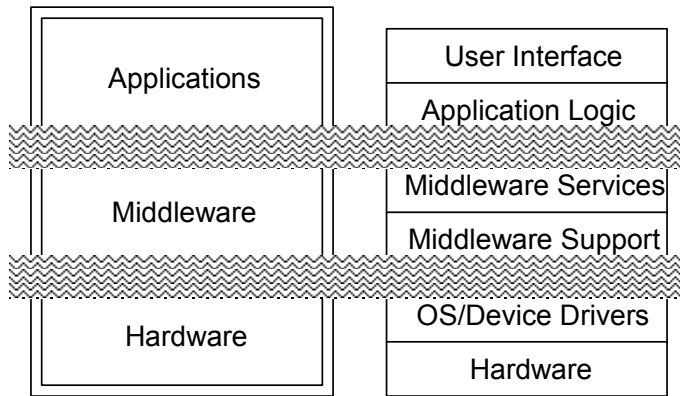 Applications
Middleware
Hardware
User Interface
Application Logic
Middleware Services
Middleware Support
OS/Device Drivers
Hardware